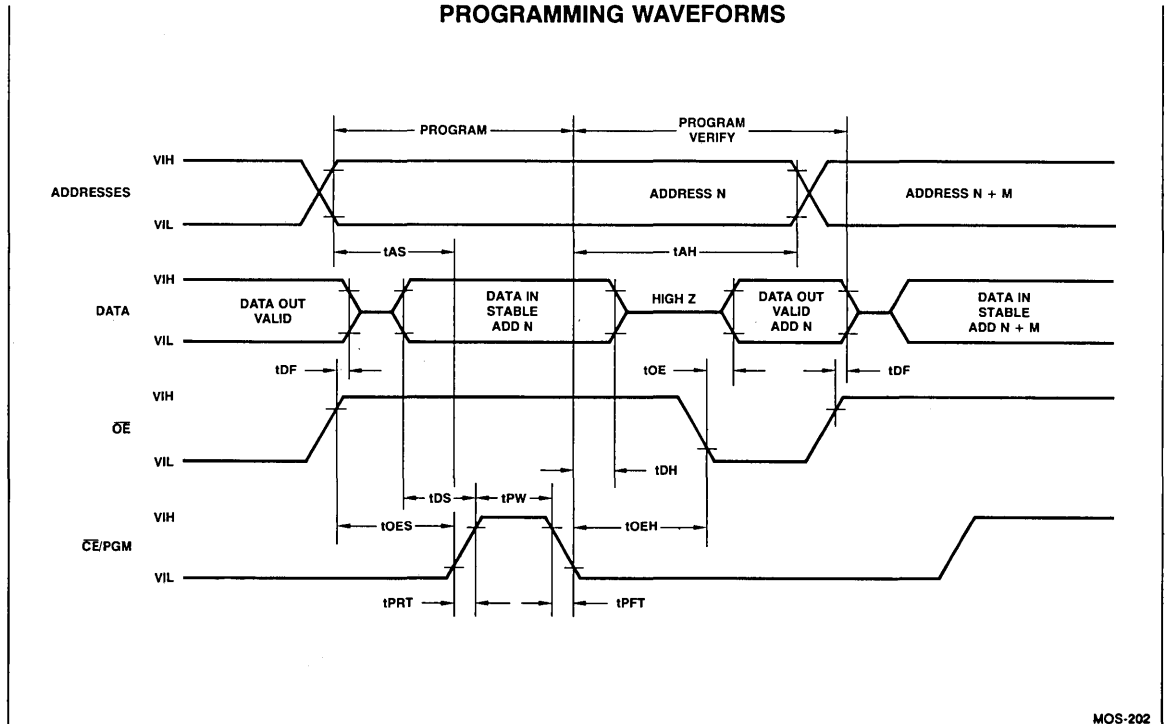 PROGRAMMING WAVEFORMS
PROGRAM
PROGRAM
VERIFY
VIH
ADDRESSES
ADDRESS N
ADDRESS N + M
VIL
tAS
tAH
VIH
DATA
DATA OUT
VALID
DATA IN
STABLE
ADD N
HIGH Z
DATA OUT
VALID
ADD N
DATA IN
STABLE
ADD N + M
VIL
tDF
tOE
tDF
VIH
O̅E̅
VIL
tDH
tDS
tPW
VIH
tOES
tOEH
C̅E̅/PGM
VIL
tPRT
tPFT
MOS-202